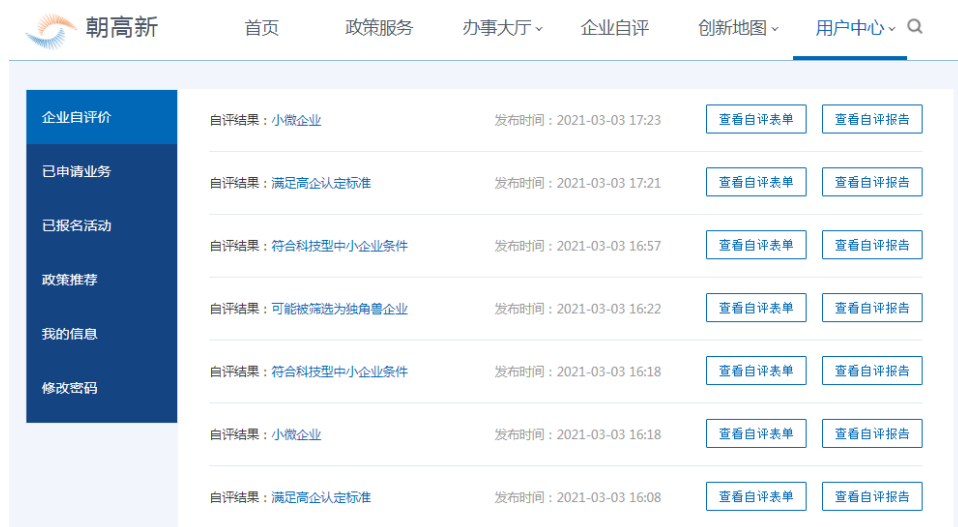 朝高新 首页 政策服务 办事大厅 企业自评 创新地图 用户中心
企业自评价
已申请业务
已报名活动
政策推荐
我的信息
修改密码
自评结果：小微企业 发布时间：2021-03-03 17:23 查看自评表单 查看自评报告
自评结果：满足高企认定标准 发布时间：2021-03-03 17:21 查看自评表单 查看自评报告
自评结果：符合科技型中小企业条件 发布时间：2021-03-03 16:57 查看自评表单 查看自评报告
自评结果：可能被筛选为独角兽企业 发布时间：2021-03-03 16:22 查看自评表单 查看自评报告
自评结果：符合科技型中小企业条件 发布时间：2021-03-03 16:18 查看自评表单 查看自评报告
自评结果：小微企业 发布时间：2021-03-03 16:18 查看自评表单 查看自评报告
自评结果：满足高企认定标准 发布时间：2021-03-03 16:08 查看自评表单 查看自评报告